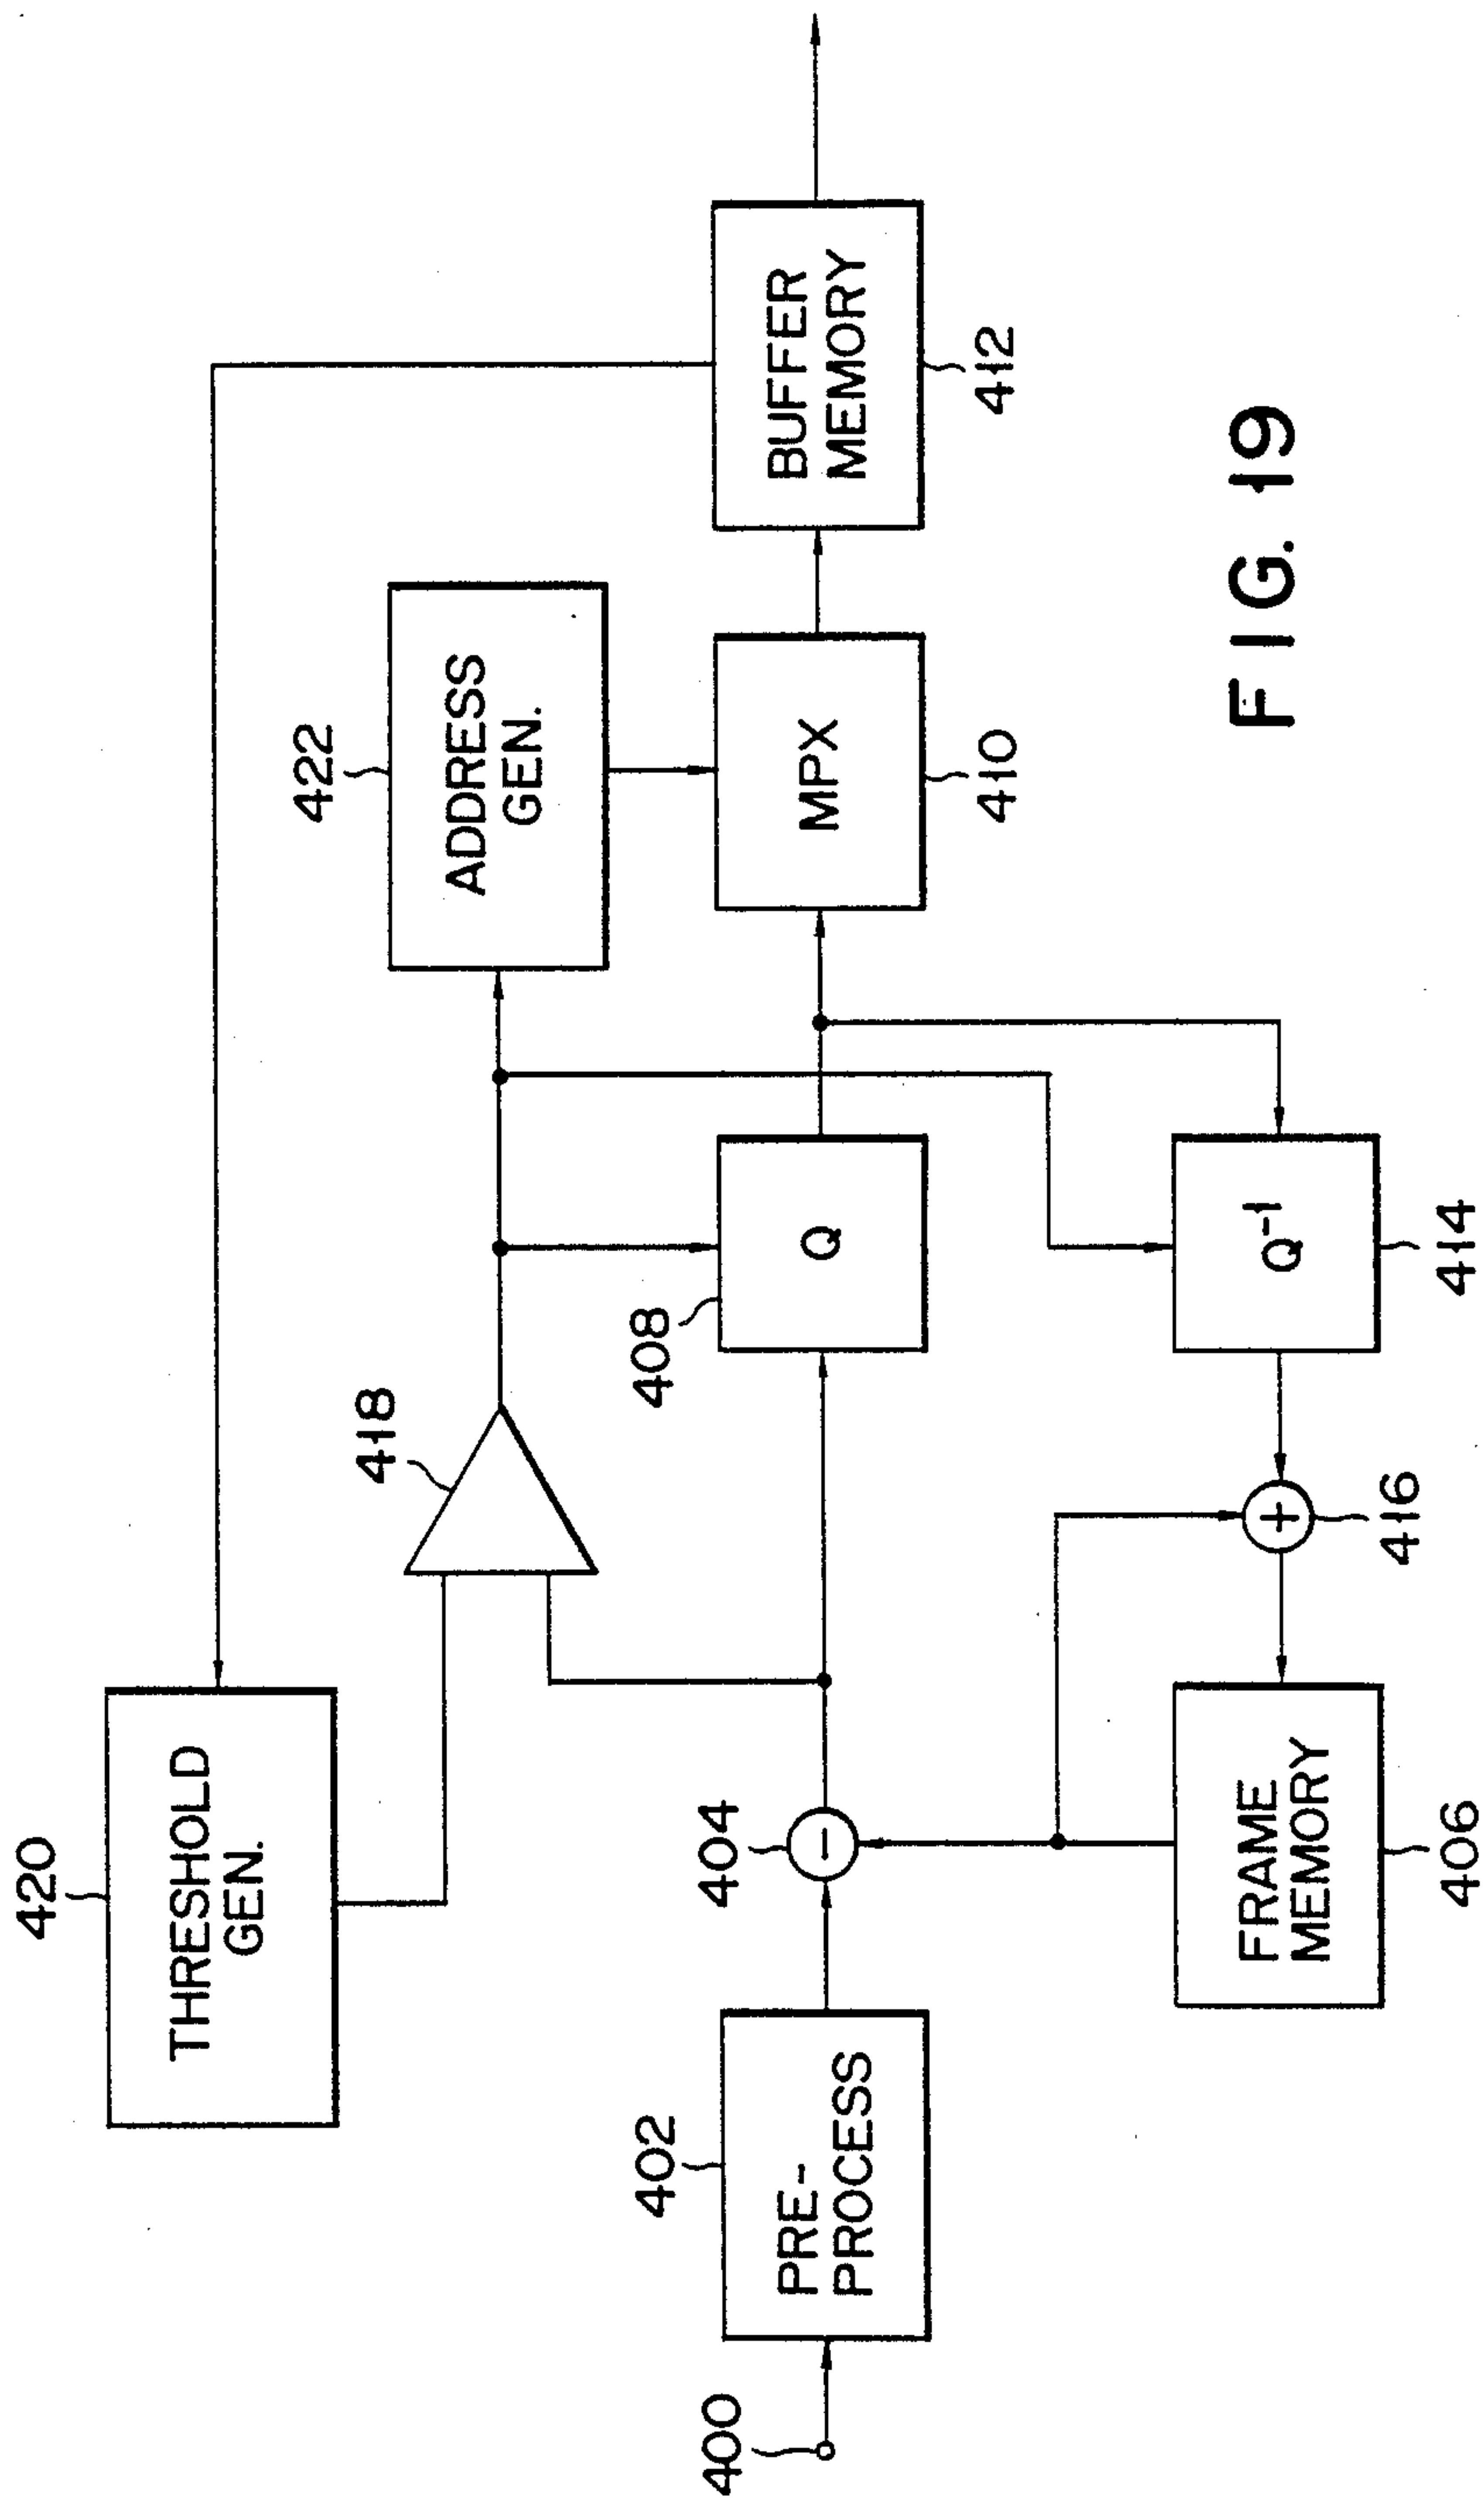 420
THRESHOLD
GEN.
418
422
ADDRESS
GEN.
400
402
PRE-
PROCESS
404
408
Q
MPX
410
BUFFER
MEMORY
412
FRAME
MEMORY
406
+
416
Q-1
414
FIG. 19